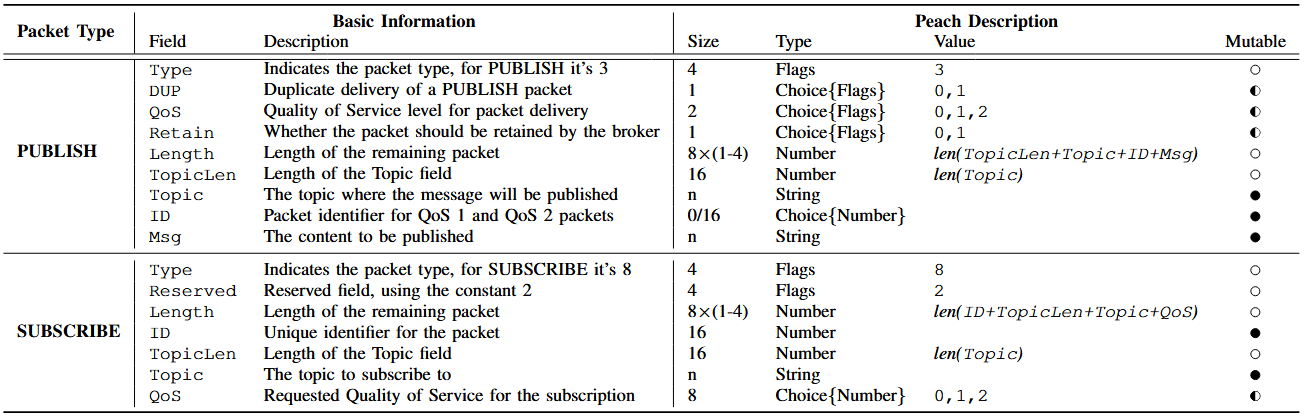 Packet Type Basic Information Peach Description
Field Description Size Type Value Mutable
PUBLISH
Type Indicates the packet type, for PUBLISH it's 3 4 Flags 3 ○
DUP Duplicate delivery of a PUBLISH packet 1 Choice{Flags} 0,1 ◐
QoS Quality of Service level for packet delivery 2 Choice{Flags} 0,1,2 ◐
Retain Whether the packet should be retained by the broker 1 Choice{Flags} 0,1 ◐
Length Length of the remaining packet 8×(1-4) Number len(TopicLen+Topic+ID+Msg) ○
TopicLen Length of the Topic field 16 Number len(Topic) ○
Topic The topic where the message will be published n String ●
ID Packet identifier for QoS 1 and QoS 2 packets 0/16 Choice{Number} ●
Msg The content to be published n String ●
SUBSCRIBE
Type Indicates the packet type, for SUBSCRIBE it's 8 4 Flags 8 ○
Reserved Reserved field, using the constant 2 4 Flags 2 ○
Length Length of the remaining packet 8×(1-4) Number len(ID+TopicLen+Topic+QoS) ○
ID Unique identifier for the packet 16 Number ●
TopicLen Length of the Topic field 16 Number len(Topic) ○
Topic The topic to subscribe to n String ●
QoS Requested Quality of Service for the subscription 8 Choice{Number} 0,1,2 ◐